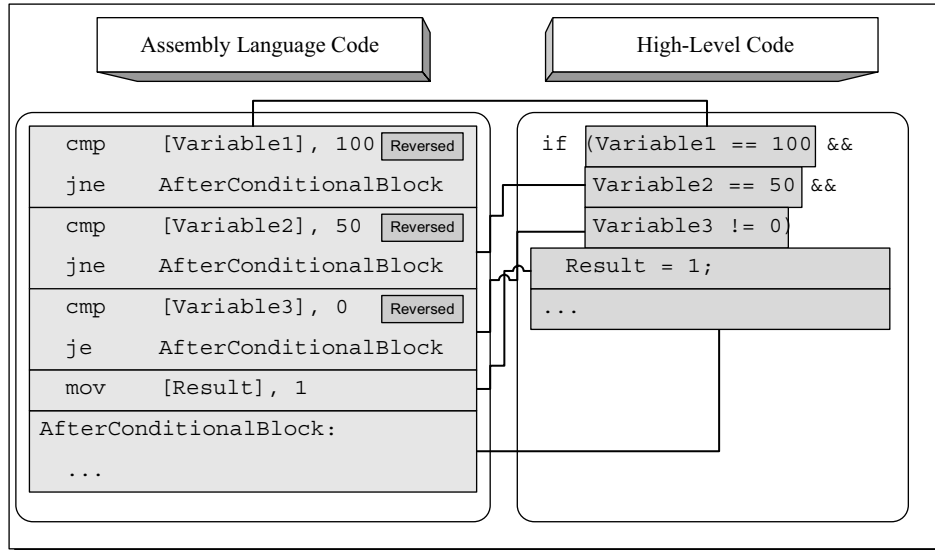 Assembly Language Code
cmp [Variable1], 100 Reversed
jne AfterConditionalBlock
cmp [Variable2], 50 Reversed
jne AfterConditionalBlock
cmp [Variable3], 0 Reversed
je AfterConditionalBlock
mov [Result], 1
AfterConditionalBlock:
...
High-Level Code
if (Variable1 == 100 &&
Variable2 == 50 &&
Variable3 != 0)
Result = 1;
...